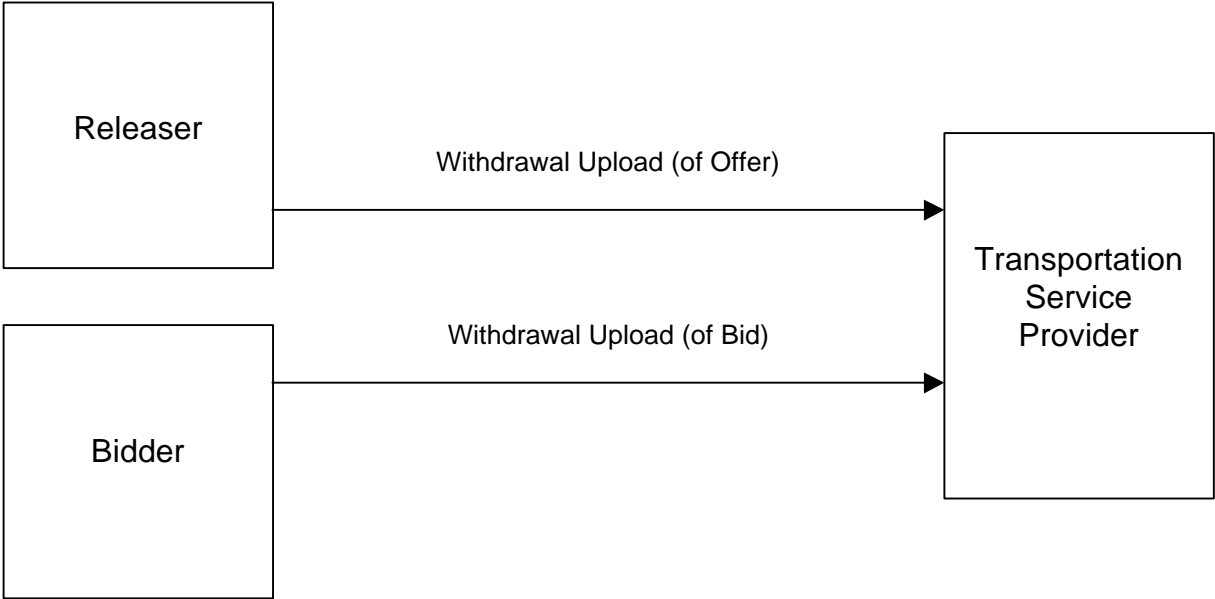 Releaser
Withdrawal Upload (of Offer)
Transportation
Service
Provider
Withdrawal Upload (of Bid)
Bidder